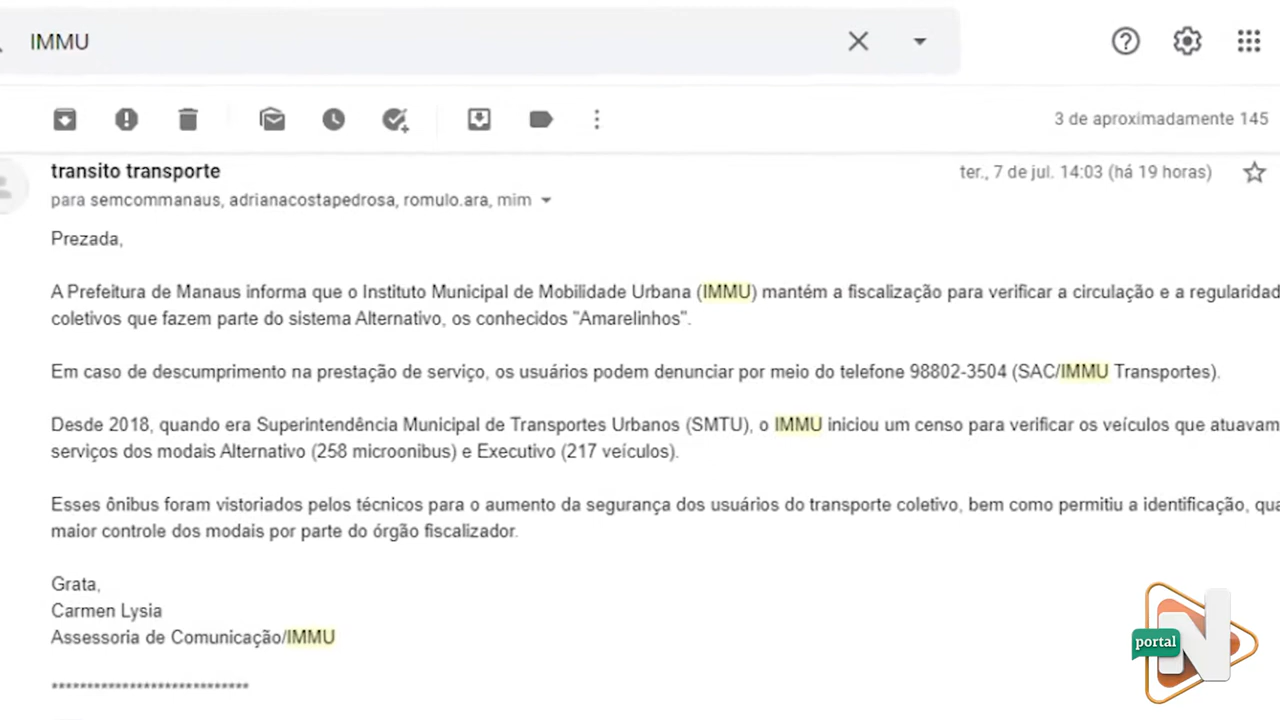 IMMU
3 de aproximadamente 145
transito transporte
ter., 7 de jul. 14:03 (há 19 horas)
para semcommanaus, adrianacostapedrosa, romulo.ara, mim
Prezada,
A Prefeitura de Manaus informa que o Instituto Municipal de Mobilidade Urbana (IMMU) mantém a fiscalização para verificar a circulação e a regularidad
coletivos que fazem parte do sistema Alternativo, os conhecidos "Amarelinhos".
Em caso de descumprimento na prestação de serviço, os usuários podem denunciar por meio do telefone 98802-3504 (SAC/IMMU Transportes).
Desde 2018, quando era Superintendência Municipal de Transportes Urbanos (SMTU), o IMMU iniciou um censo para verificar os veículos que atuavam
serviços dos modais Alternativo (258 microonibus) e Executivo (217 veículos).
Esses ônibus foram vistoriados pelos técnicos para o aumento da segurança dos usuários do transporte coletivo, bem como permitiu a identificação, qua
maior controle dos modais por parte do órgão fiscalizador.
Grata,
Carmen Lysia
Assessoria de Comunicação/IMMU
****************************
portal N